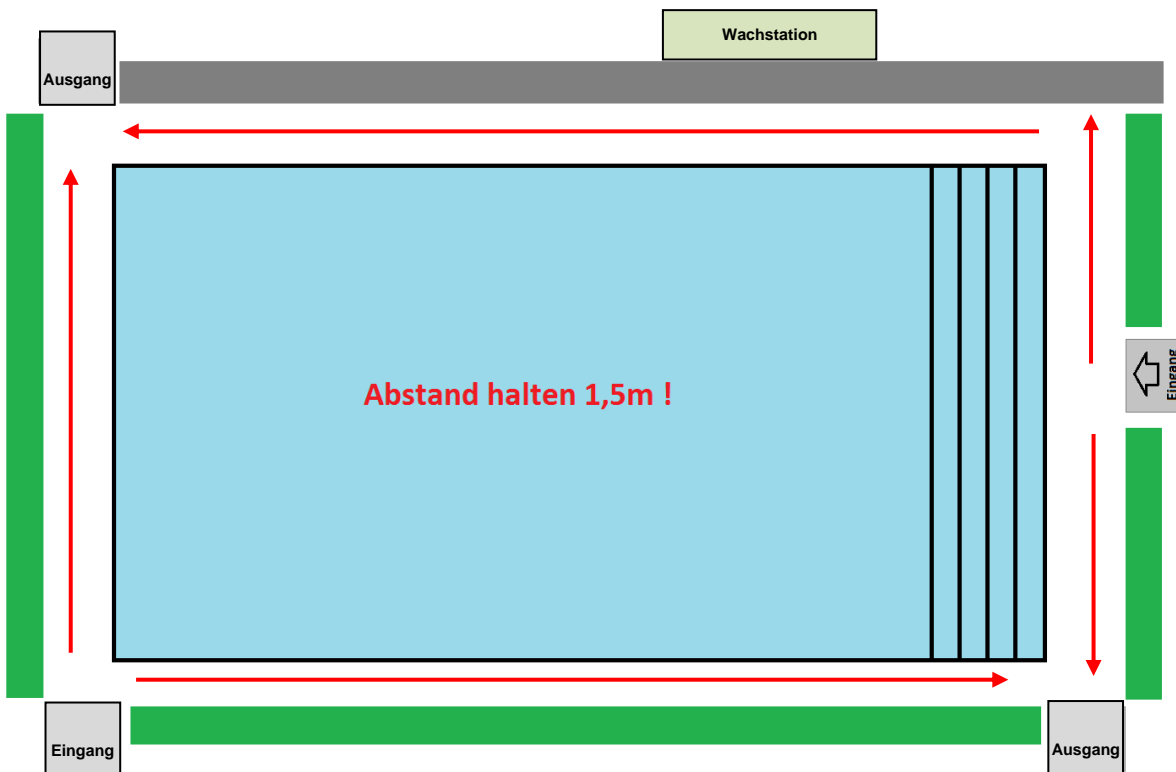 Wachstation
Ausgang
Eingang
Abstand halten 1,5m !
Eingang
Ausgang